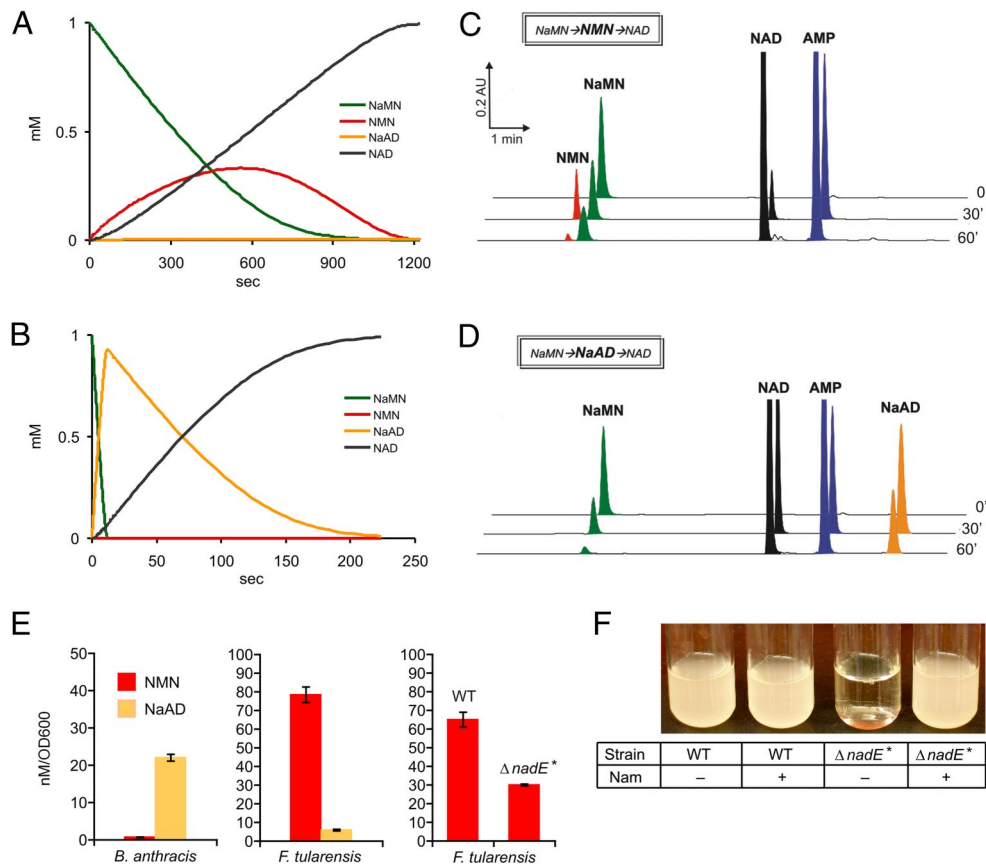 A
1
0.5
0
mM
0 300 600 900 1200
sec
NaMN
NMN
NaAD
NAD
B
1
0.5
0
mM
0 50 100 150 200 250
sec
NaMN
NMN
NaAD
NAD
C
NaMN→NMN→NAD
0.2 AU
1 min
NMN
NaMN
NAD
AMP
0
30’
60’
D
NaMN→NaAD→NAD
NaMN
NAD
AMP
NaAD
0’
30’
60’
E
nM/OD600
50
40
30
20
10
0
NMN
NaAD
B. anthracis
100
90
80
70
60
50
40
30
20
10
0
F. tularensis
100
90
80
70
60
50
40
30
20
10
0
WT
ΔnadE*
F. tularensis
F
Strain WT WT ΔnadE* ΔnadE*
Nam – + – +